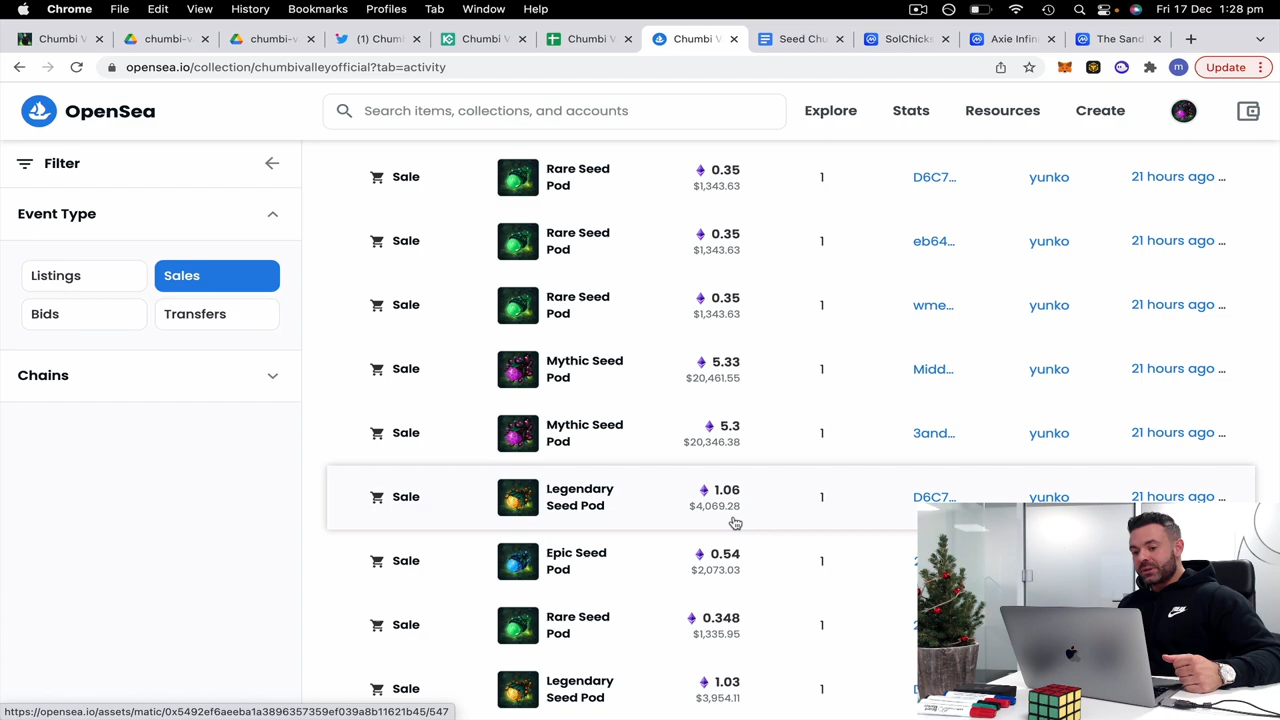 Chrome File Edit View History Bookmarks Profiles Tab Window Help Fri 17 Dec 1:28 pm
Chumbi V chumbi-v chumbi-v (1) Chum Chumbi V Chumbi V Chumbi V Seed Chu SolChicks Axie Infin The Sand
opensea.io/collection/chumbivalleyofficial?tab=activity m Update
OpenSea Search items, collections, and accounts Explore Stats Resources Create
Filter
Event Type
Listings Sales
Bids Transfers
Chains
Sale Rare Seed Pod 0.35 $1,343.63 1 D6C7... yunko 21 hours ago ...
Sale Rare Seed Pod 0.35 $1,343.63 1 eb64... yunko 21 hours ago ...
Sale Rare Seed Pod 0.35 $1,343.63 1 wme... yunko 21 hours ago ...
Sale Mythic Seed Pod 5.33 $20,461.55 1 Midd... yunko 21 hours ago ...
Sale Mythic Seed Pod 5.3 $20,346.38 1 3and... yunko 21 hours ago ...
Sale Legendary Seed Pod 1.06 $4,069.28 1 D6C7... yunko 21 hours ago ...
Sale Epic Seed Pod 0.54 $2,073.03 1
Sale Rare Seed Pod 0.348 $1,335.95 1
Sale Legendary Seed Pod 1.03 $3,954.11 1